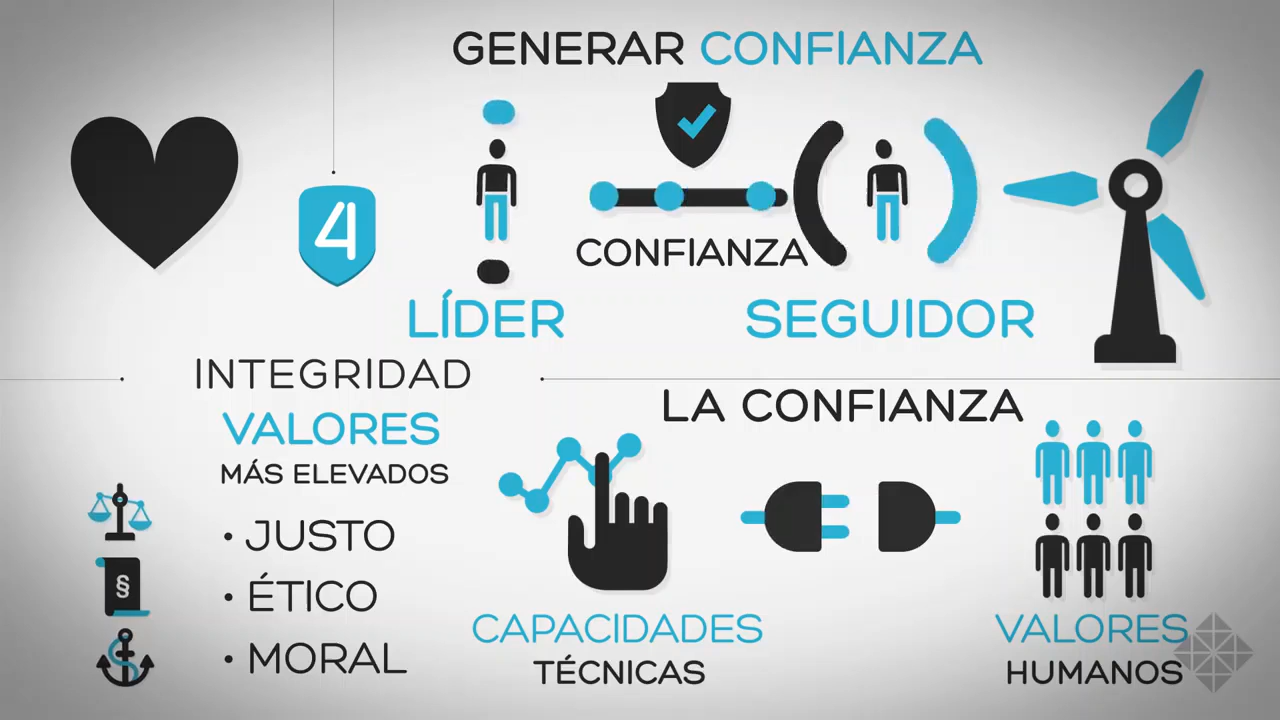 GENERAR CONFIANZA
4
CONFIANZA
LÍDER
SEGUIDOR
INTEGRIDAD
VALORES
MÁS ELEVADOS
§
• JUSTO
• ÉTICO
• MORAL
LA CONFIANZA
CAPACIDADES
TÉCNICAS
VALORES
HUMANOS